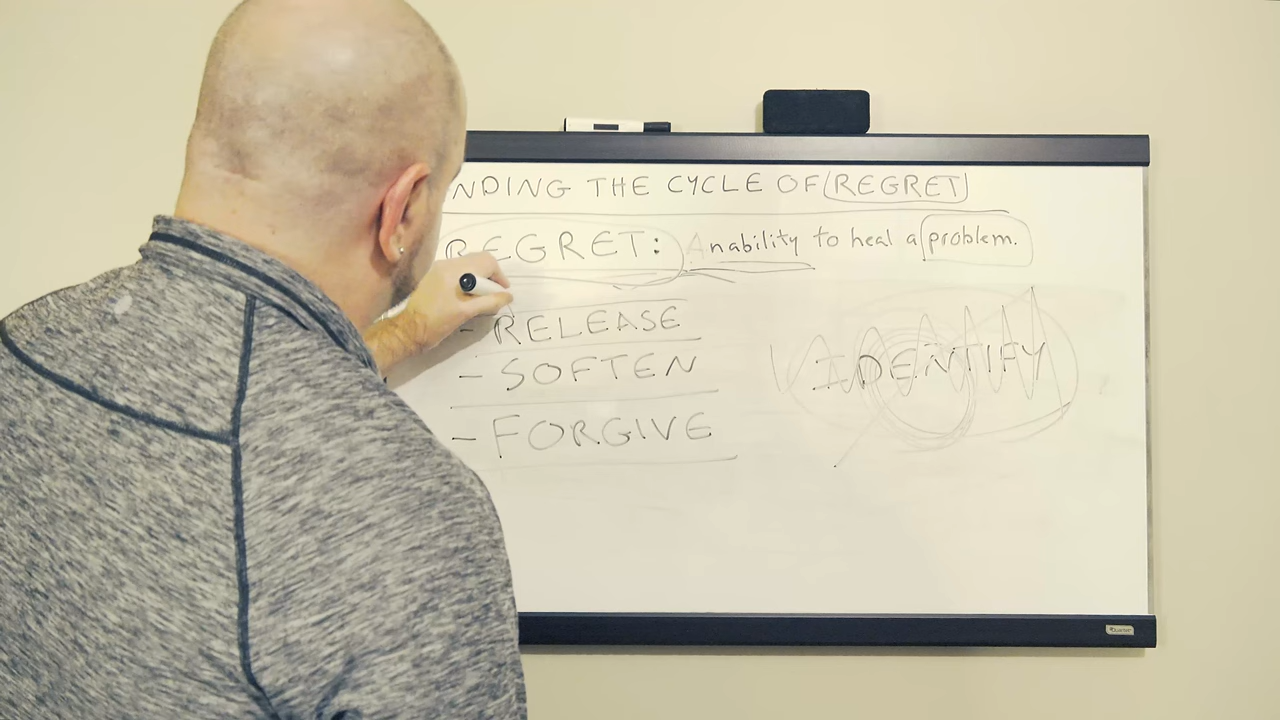 NDING THE CYCLE OF REGRET
REGRET: Anability to heal a problem.
- RELEASE
- SOFTEN
- FORGIVE
IDENTIFY